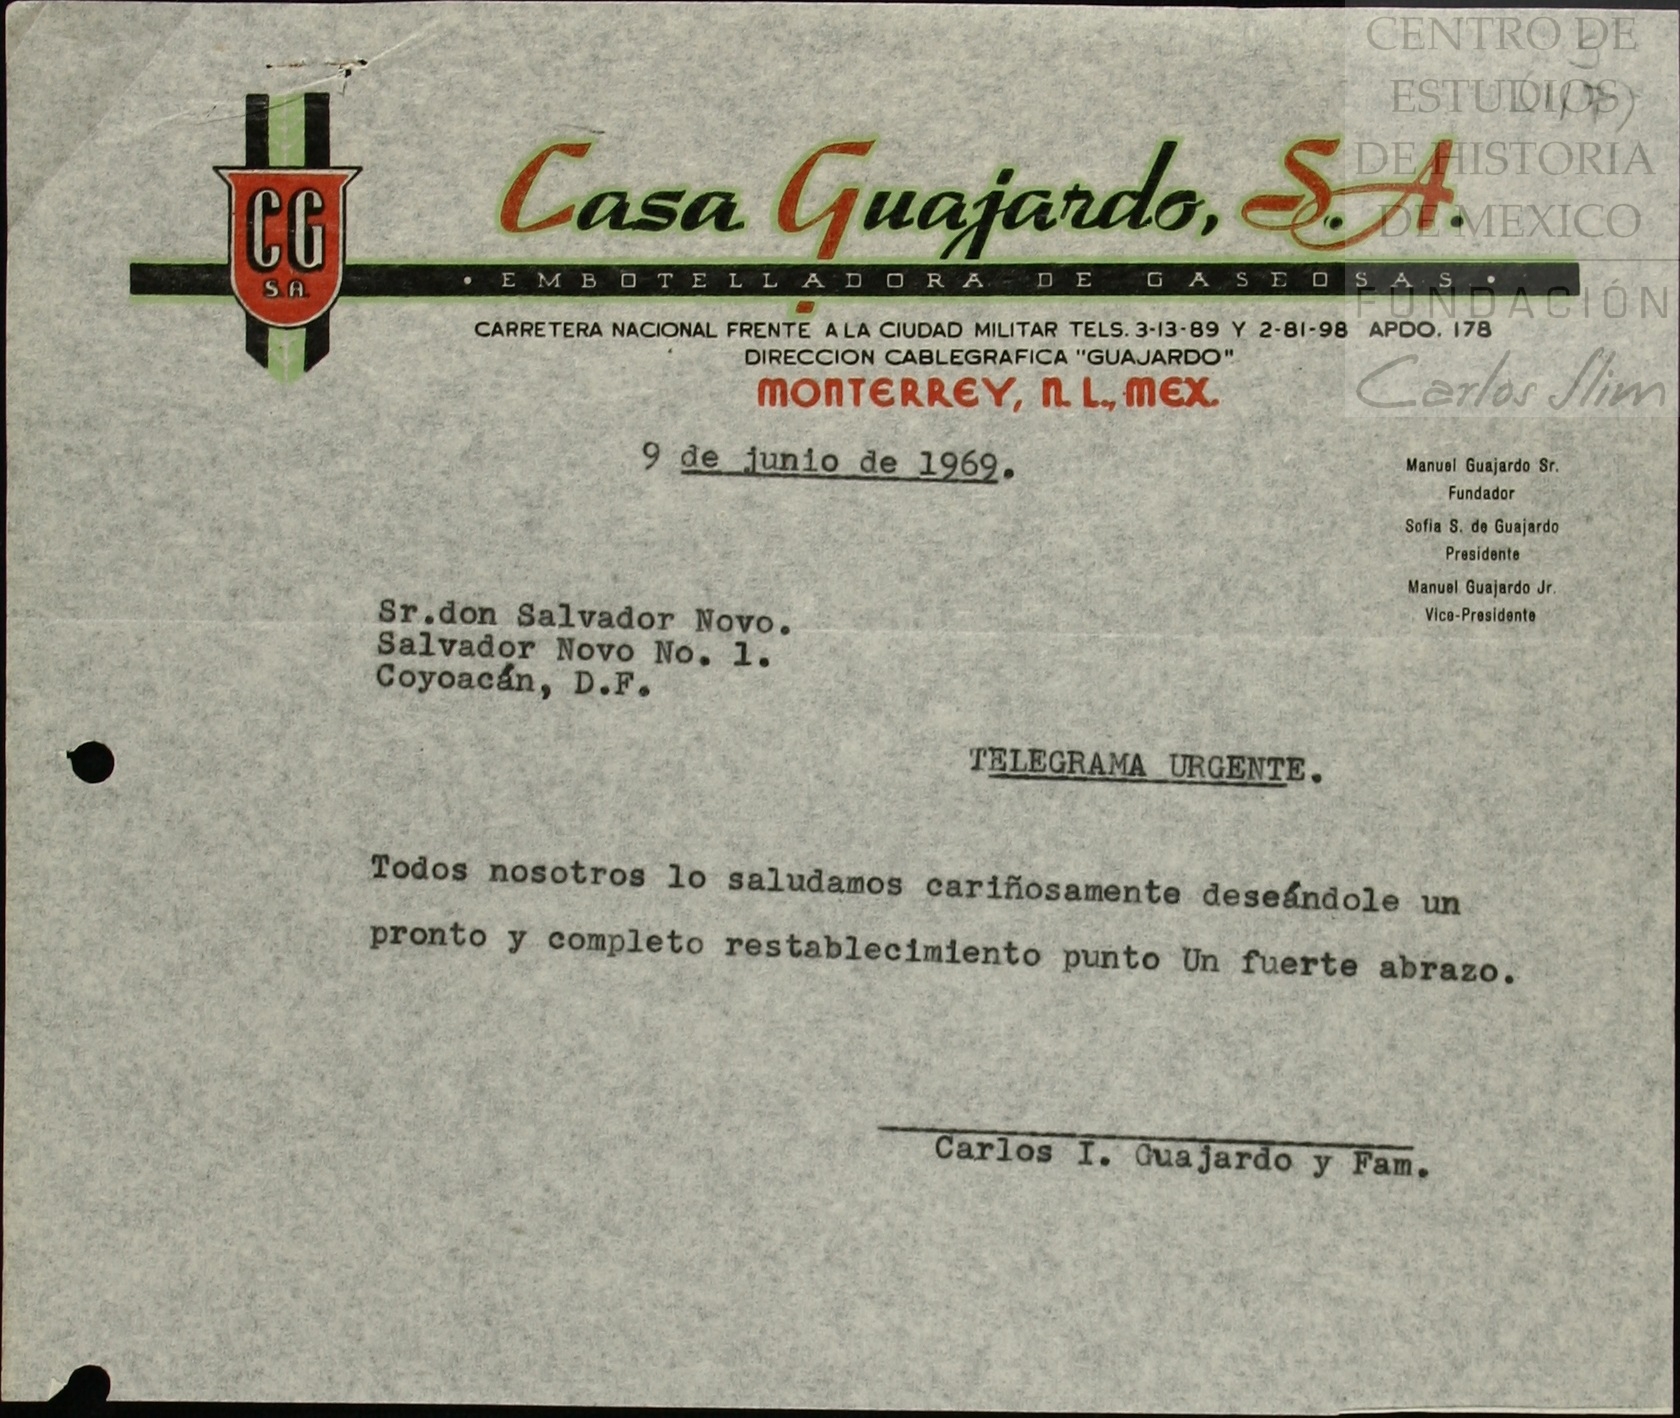 CENTRO DE
ESTUDIOS
DE HISTORIA
DE MEXICO
FUNDACIÓN
Carlos Slim
CG
S A
Casa Guajardo, S.A.
· EMBOTELLADORA DE GASEOSAS ·
CARRETERA NACIONAL FRENTE A LA CIUDAD MILITAR TELS. 3-13-89 Y 2-81-98 APDO. 178
DIRECCION CABLEGRAFICA "GUAJARDO"
MONTERREY, N. L., MEX.
9 de junio de 1969.
Manuel Guajardo Sr.
Fundador
Sofia S. de Guajardo
Presidente
Manuel Guajardo Jr.
Vice-Presidente
Sr.don Salvador Novo.
Salvador Novo No. 1.
Coyoacán, D.F.
TELEGRAMA URGENTE.
Todos nosotros lo saludamos cariñosamente deseándole un
pronto y completo restablecimiento punto Un fuerte abrazo.
Carlos I. Guajardo y Fam.